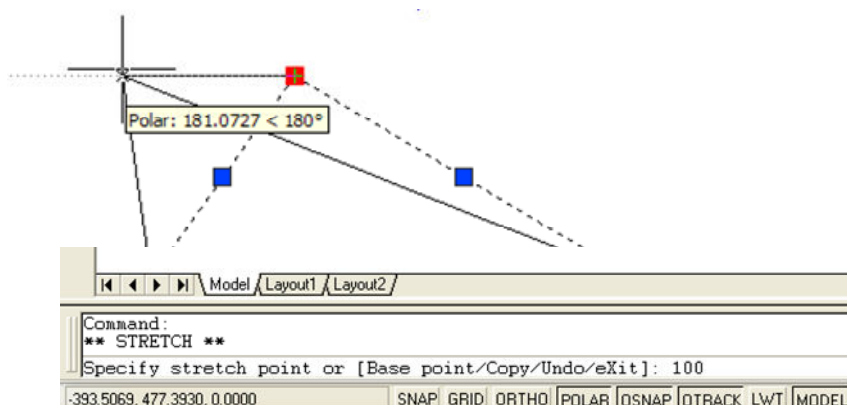 Polar: 181.0727 < 180°
Model Layout1 Layout2
Command:
** STRETCH **
Specify stretch point or [Base point/Copy/Undo/eXit]: 100
-393.5069, 477.3930, 0.0000 SNAP GRID ORTHO POLAR OSNAP OTRACK LWT MODEL